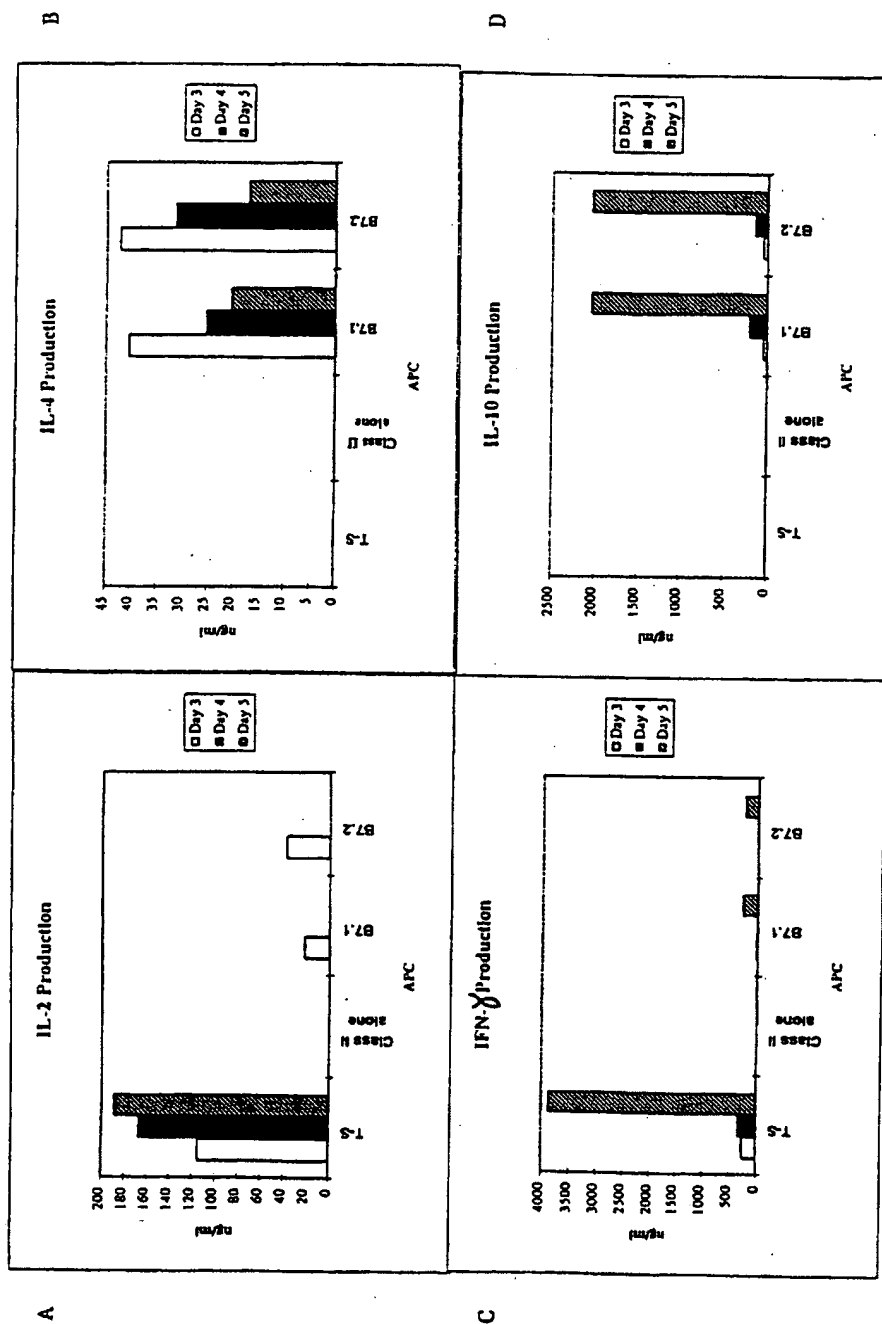 A
IL-2 Production
200
180
160
140
120
100
80
60
40
20
0
ng/ml
T-S
Class II
alone
B7.1
B7.2
APC
Day 3
Day 4
Day 5
B
IL-4 Production
45
40
35
30
25
20
15
10
5
0
ng/ml
T-S
Class II
alone
B7.1
B7.2
APC
Day 3
Day 4
Day 5
C
IFN-γ Production
4000
3500
3000
2500
2000
1500
1000
500
0
ng/ml
T-S
Class II
alone
B7.1
B7.2
APC
Day 3
Day 4
Day 5
D
IL-10 Production
2500
2000
1500
1000
500
0
ng/ml
T-S
Class II
alone
B7.1
B7.2
APC
Day 3
Day 4
Day 5